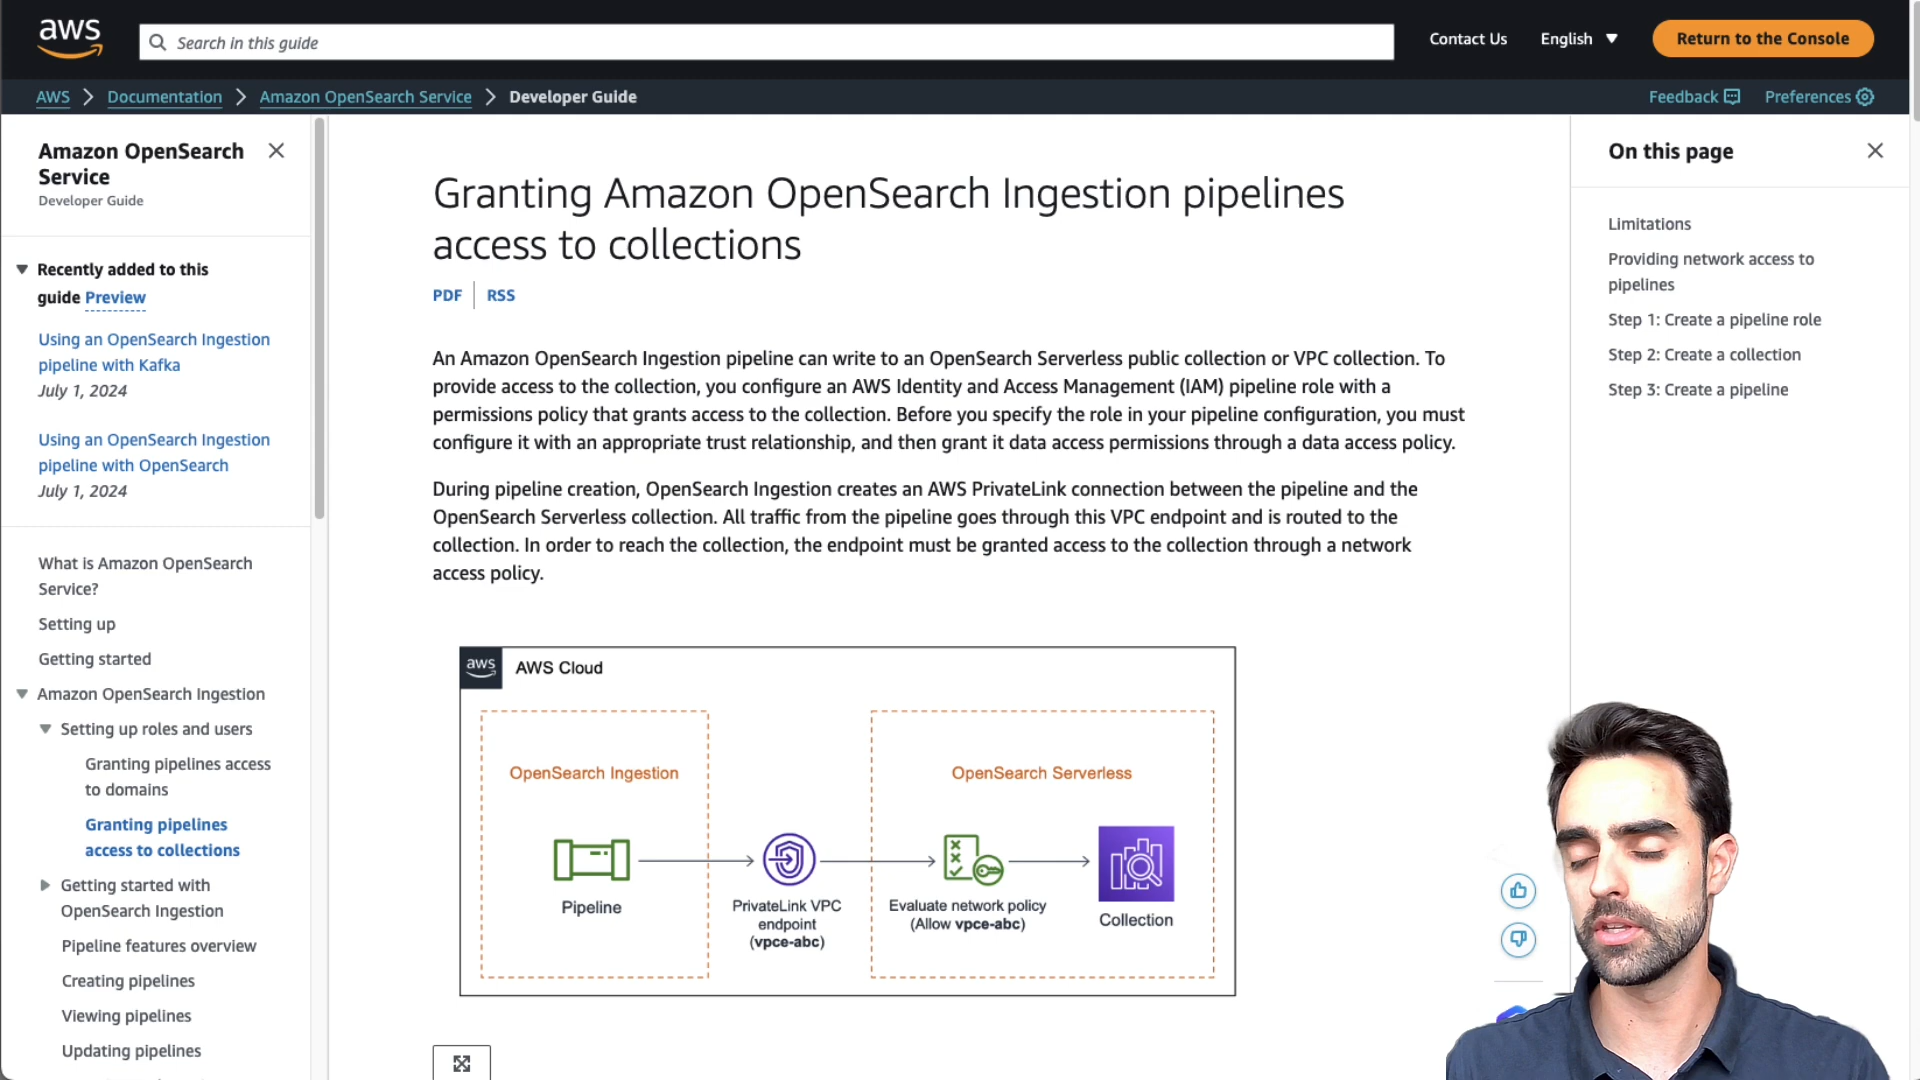 aws
Search in this guide
Contact Us
English
Return to the Console
AWS
Documentation
Amazon OpenSearch Service
Developer Guide
Feedback
Preferences
Amazon OpenSearch
Service
Developer Guide
Recently added to this
guide Preview
Using an OpenSearch Ingestion
pipeline with Kafka
July 1, 2024
Using an OpenSearch Ingestion
pipeline with OpenSearch
July 1, 2024
What is Amazon OpenSearch
Service?
Setting up
Getting started
Amazon OpenSearch Ingestion
Setting up roles and users
Granting pipelines access
to domains
Granting pipelines
access to collections
Getting started with
OpenSearch Ingestion
Pipeline features overview
Creating pipelines
Viewing pipelines
Updating pipelines
Granting Amazon OpenSearch Ingestion pipelines
access to collections
PDF
RSS
An Amazon OpenSearch Ingestion pipeline can write to an OpenSearch Serverless public collection or VPC collection. To
provide access to the collection, you configure an AWS Identity and Access Management (IAM) pipeline role with a
permissions policy that grants access to the collection. Before you specify the role in your pipeline configuration, you must
configure it with an appropriate trust relationship, and then grant it data access permissions through a data access policy.
During pipeline creation, OpenSearch Ingestion creates an AWS PrivateLink connection between the pipeline and the
OpenSearch Serverless collection. All traffic from the pipeline goes through this VPC endpoint and is routed to the
collection. In order to reach the collection, the endpoint must be granted access to the collection through a network
access policy.
aws
AWS Cloud
OpenSearch Ingestion
OpenSearch Serverless
Pipeline
PrivateLink VPC
endpoint
(vpce-abc)
Evaluate network policy
(Allow vpce-abc)
Collection
On this page
Limitations
Providing network access to
pipelines
Step 1: Create a pipeline role
Step 2: Create a collection
Step 3: Create a pipeline